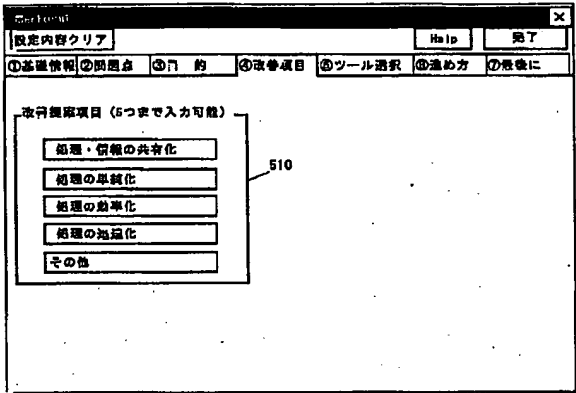 設定内容クリア
Help
完了
①基礎情報 ②問題点 ③目 的 ④改善項目 ⑤ツール選択 ⑥進め方 ⑦最後に
改善提案項目（5つまで入力可能）
処理・情報の共有化
510
処理の単純化
処理の効率化
処理の迅速化
その他